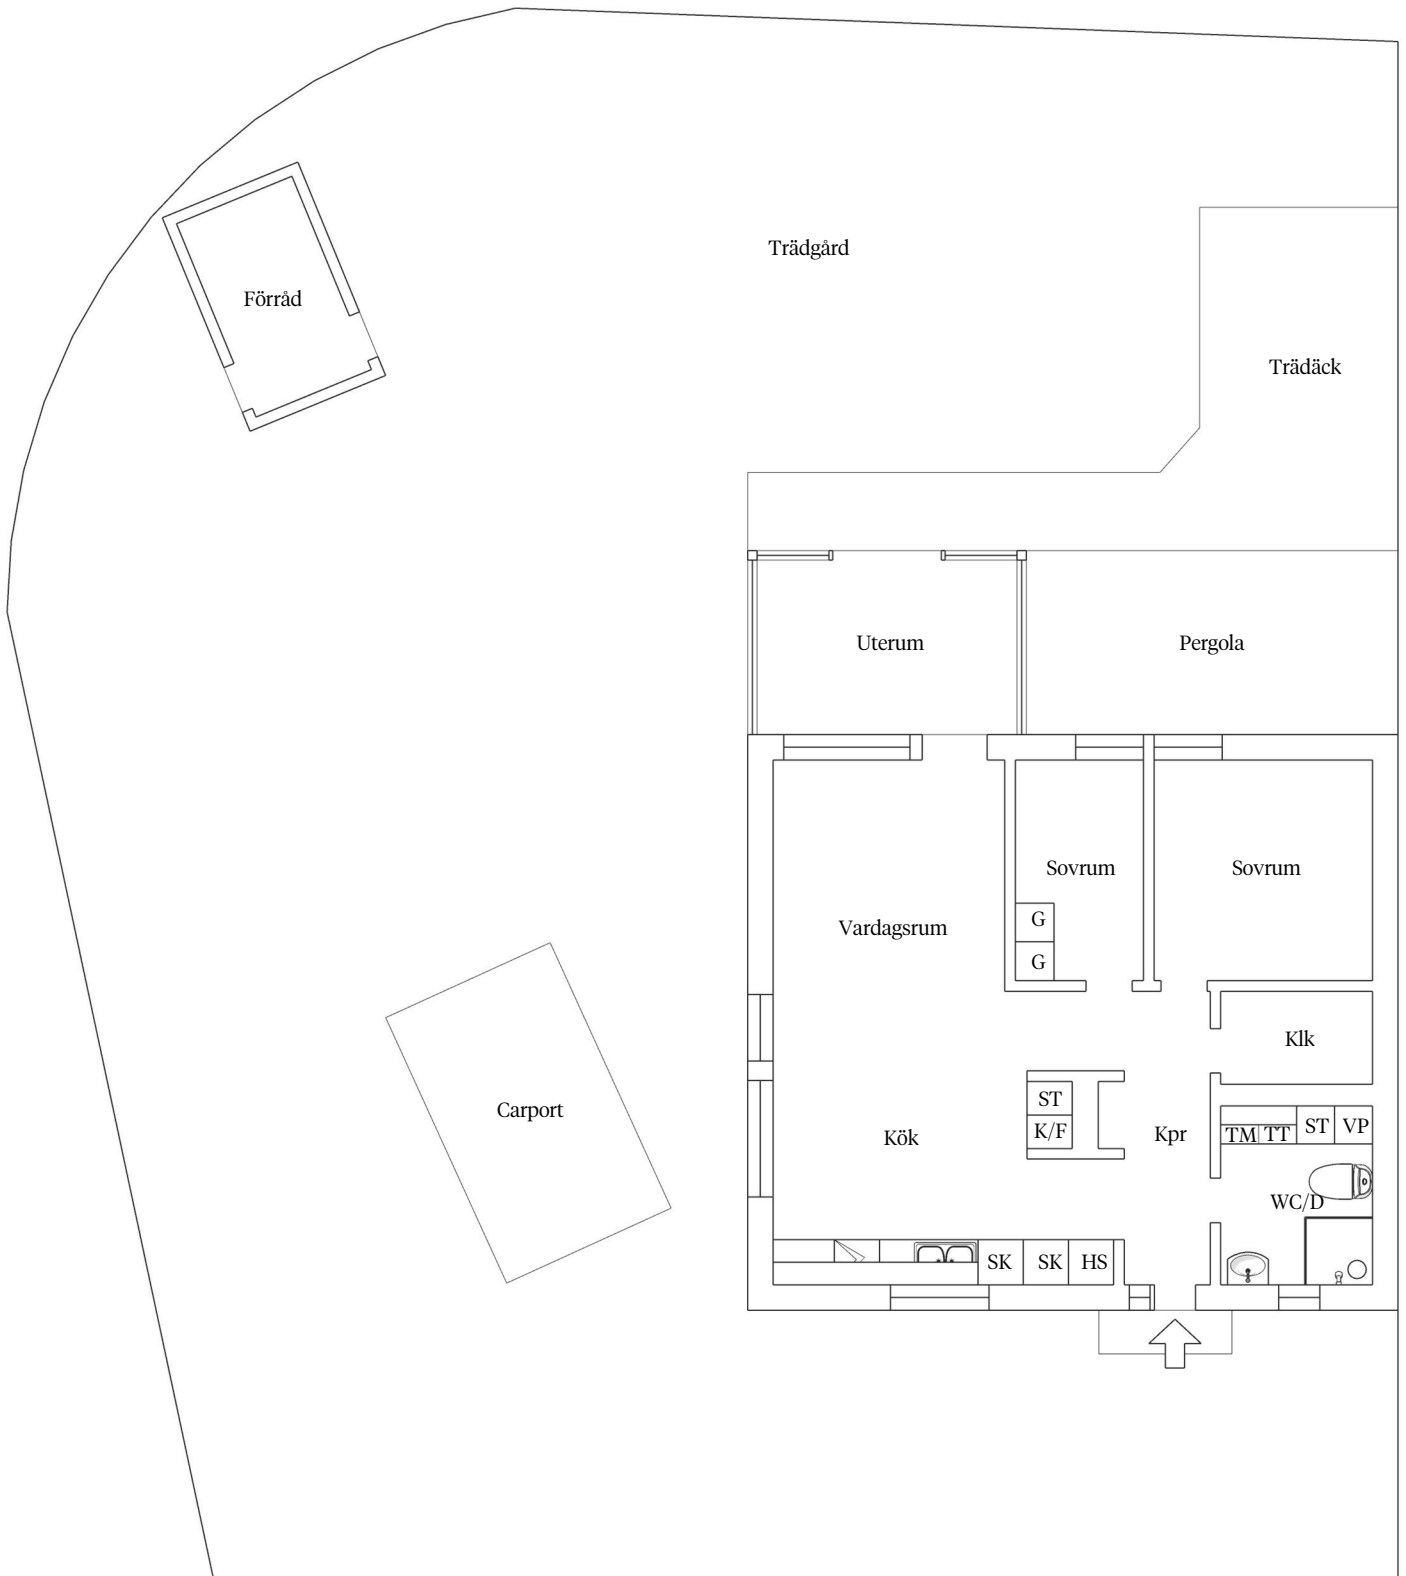 Trädgård
Förråd
Trädäck
Uterum
Pergola
Sovrum
Sovrum
G
Vardagsrum
G
Klk
ST
Carport
K/F
Kök
Kpr
TM
TT
ST
VP
WC/D
SK
SK
HS